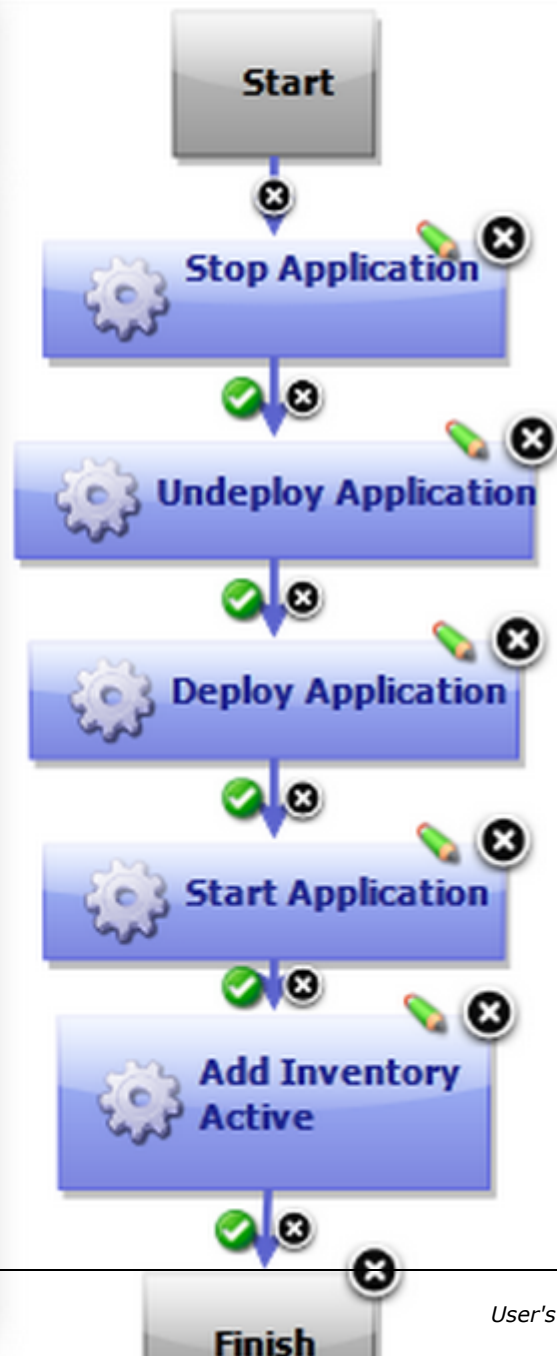 Start
Stop Application
Undeploy Application
Deploy Application
Start Application
Add Inventory
Active
User's
Finish